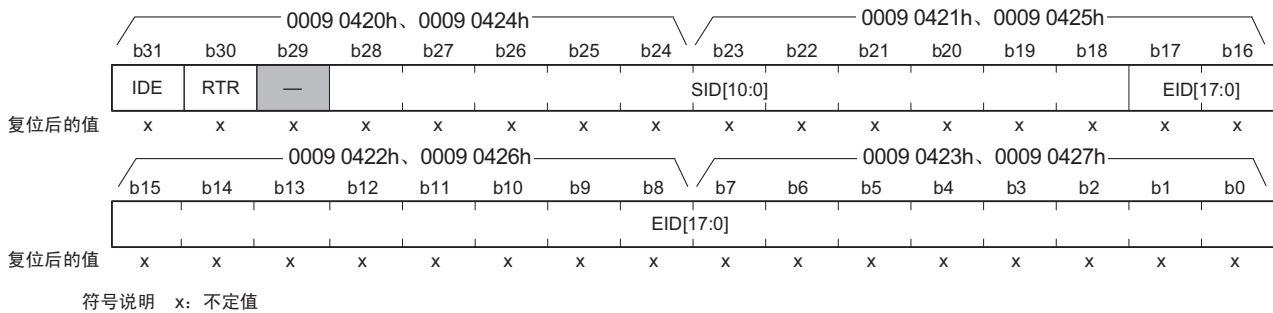 0009 0420h、0009 0424h 0009 0421h、0009 0425h
b31 b30 b29 b28 b27 b26 b25 b24 b23 b22 b21 b20 b19 b18 b17 b16
IDE RTR — SID[10:0] EID[17:0]
复位后的值 x x x x x x x x x x x x x x x x
0009 0422h、0009 0426h 0009 0423h、0009 0427h
b15 b14 b13 b12 b11 b10 b9 b8 b7 b6 b5 b4 b3 b2 b1 b0
EID[17:0]
复位后的值 x x x x x x x x x x x x x x x x
符号说明 x：不定值